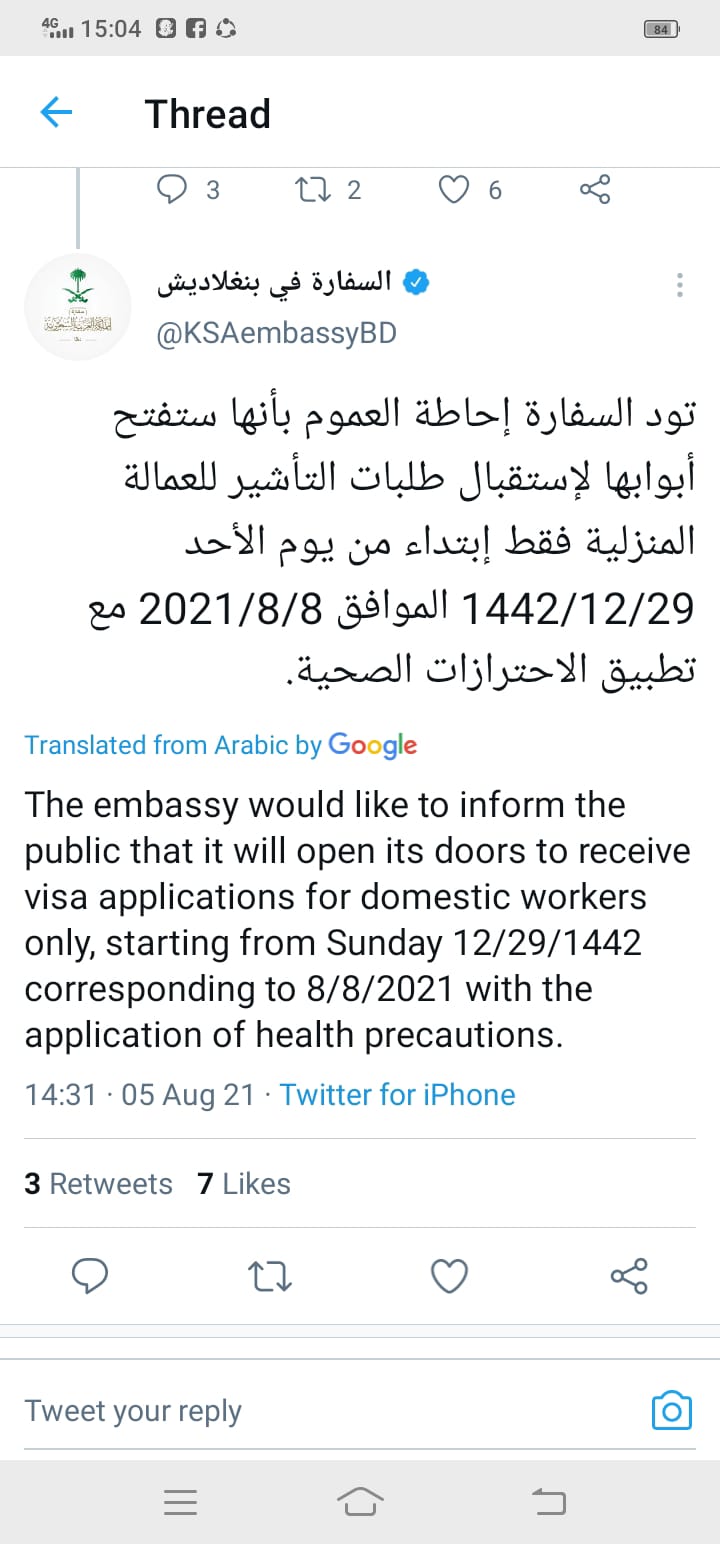 4G 15:04 84
Thread
3 2 6
السفارة في بنغلاديش
@KSAembassyBD
تود السفارة إحاطة العموم بأنها ستفتح
أبوابها لإستقبال طلبات التأشير للعمالة
المنزلية فقط إبتداء من يوم الأحد
1442/12/29 الموافق 2021/8/8 مع
تطبيق الاحترازات الصحية.
Translated from Arabic by Google
The embassy would like to inform the
public that it will open its doors to receive
visa applications for domestic workers
only, starting from Sunday 12/29/1442
corresponding to 8/8/2021 with the
application of health precautions.
14:31 · 05 Aug 21 · Twitter for iPhone
3 Retweets 7 Likes
Tweet your reply